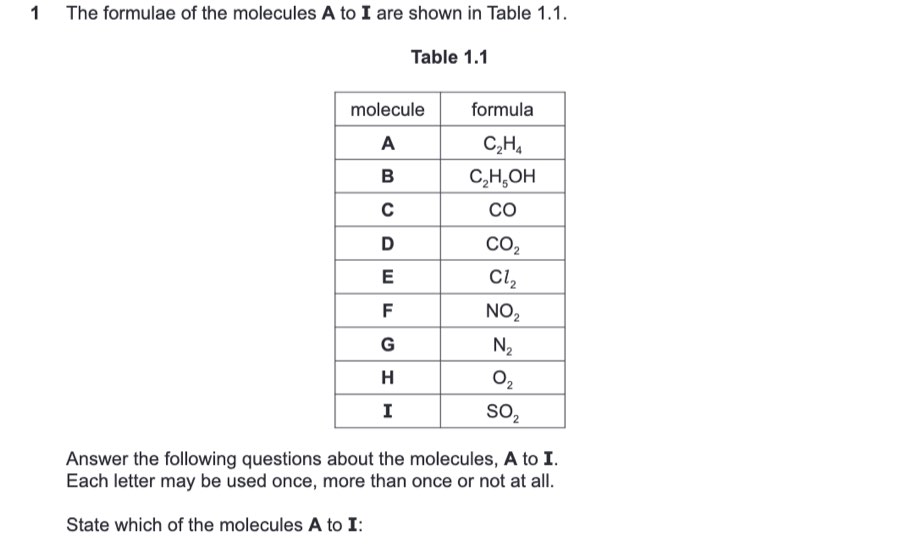 1 The formulae of the molecules A to I are shown in Table 1.1.
Table 1.1
molecule formula
A C₂H₄
B C₂H₅OH
C CO
D CO₂
E Cl₂
F NO₂
G N₂
H O₂
I SO₂
Answer the following questions about the molecules, A to I.
Each letter may be used once, more than once or not at all.
State which of the molecules A to I: